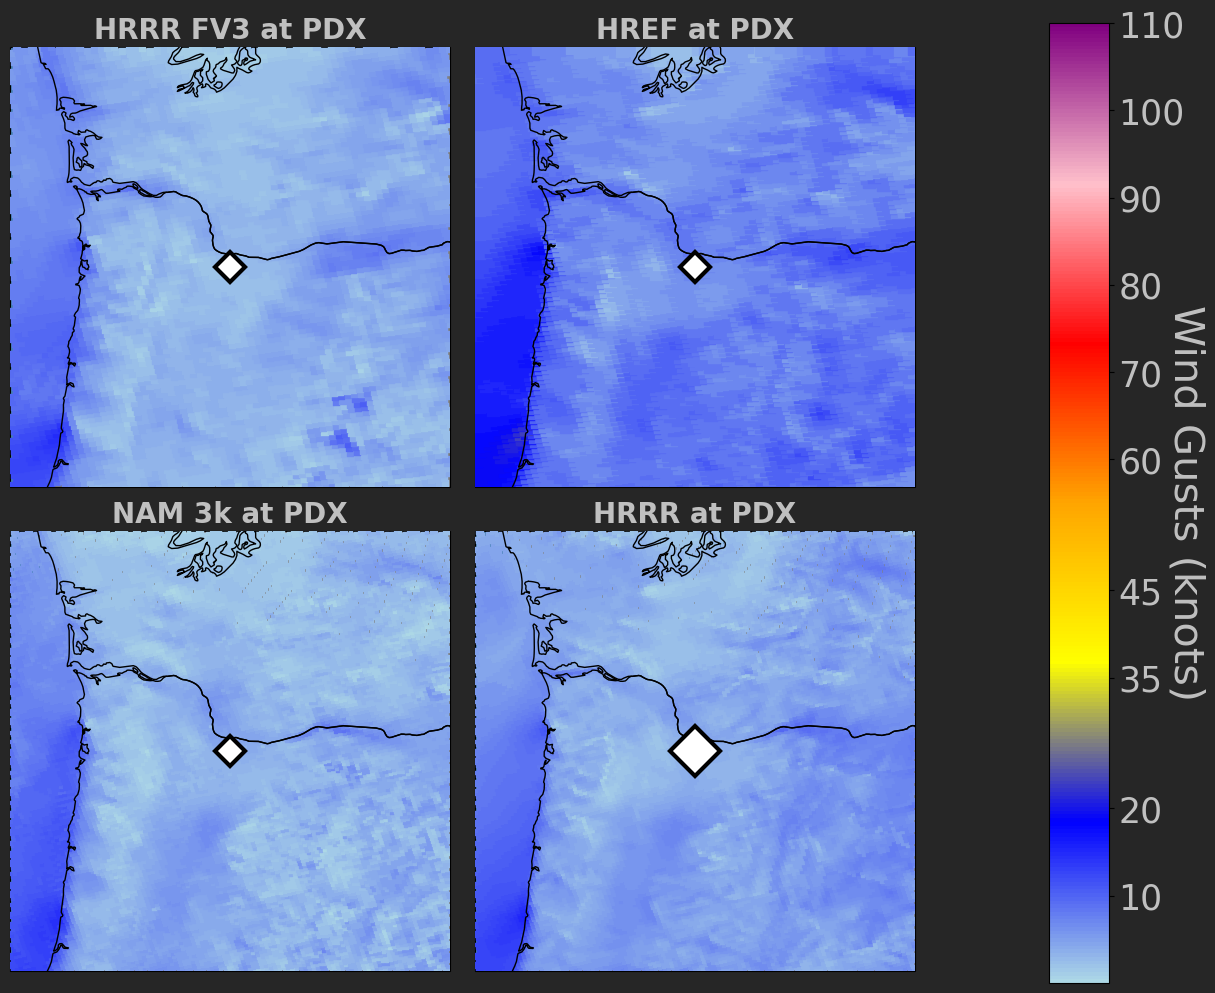 HRRR FV3 at PDX
HREF at PDX
NAM 3k at PDX
HRRR at PDX
110
100
90
80
70
60
45
35
20
10
Wind Gusts (knots)